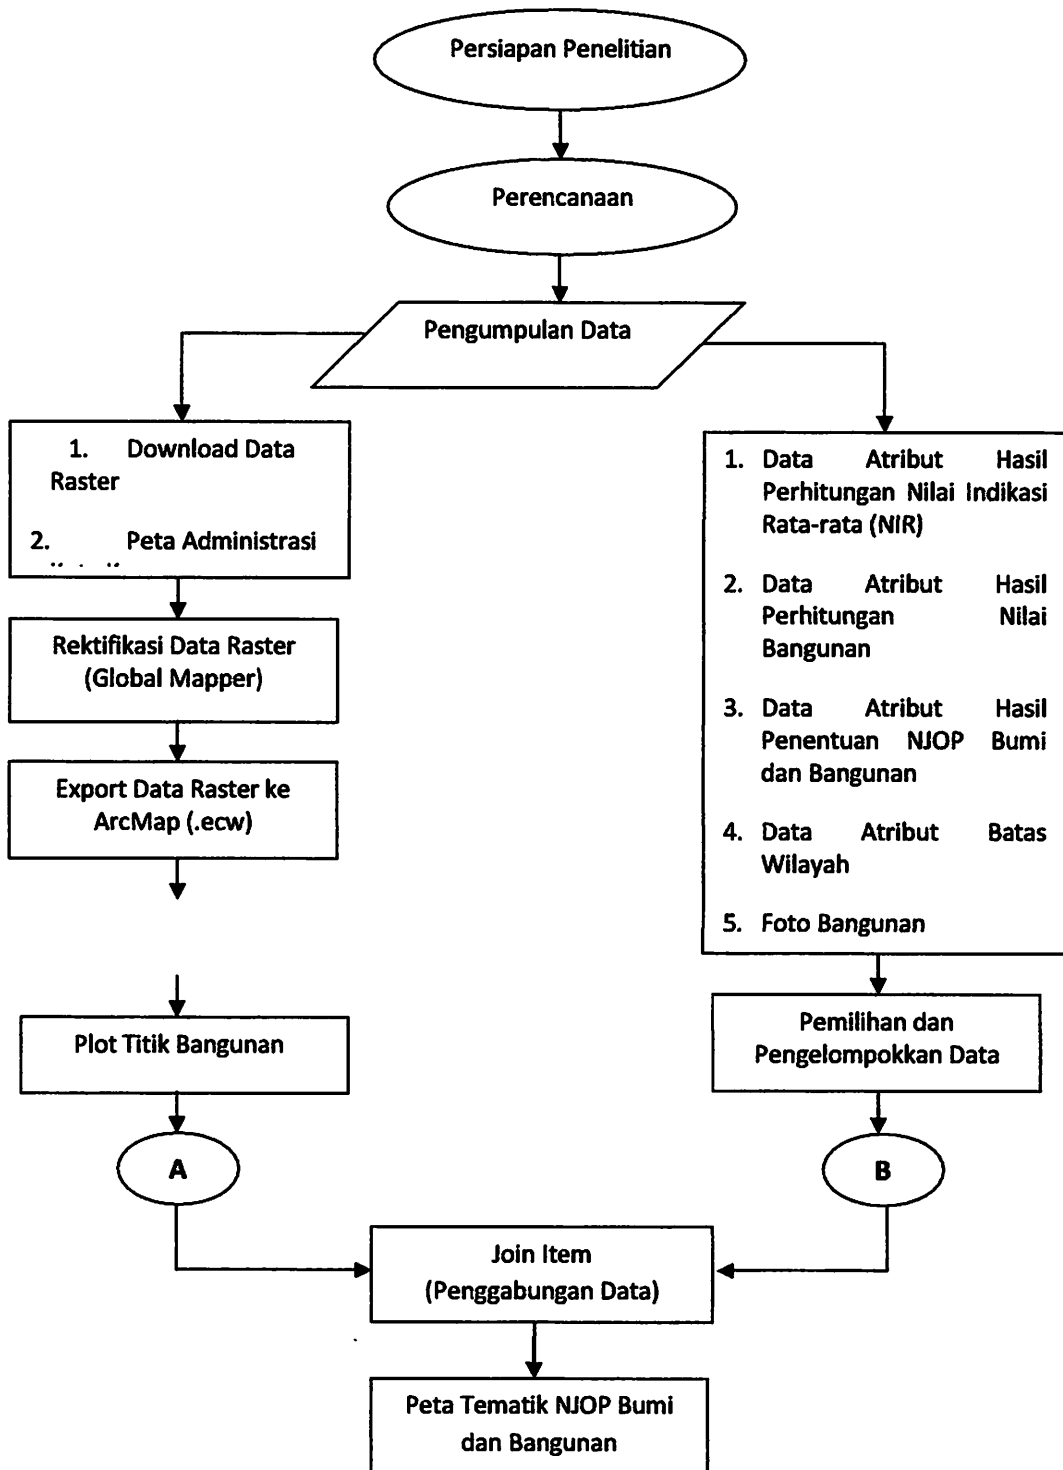 Persiapan Penelitian
Perencanaan
Pengumpulan Data
1. Download Data
Raster
2. Peta Administrasi
Rektifikasi Data Raster
(Global Mapper)
Export Data Raster ke
ArcMap (.ecw)
Plot Titik Bangunan
A
1. Data Atribut Hasil
Perhitungan Nilai Indikasi
Rata-rata (NIR)
2. Data Atribut Hasil
Perhitungan Nilai
Bangunan
3. Data Atribut Hasil
Penentuan NJOP Bumi
dan Bangunan
4. Data Atribut Batas
Wilayah
5. Foto Bangunan
Pemilihan dan
Pengelompokkan Data
B
Join Item
(Penggabungan Data)
Peta Tematik NJOP Bumi
dan Bangunan